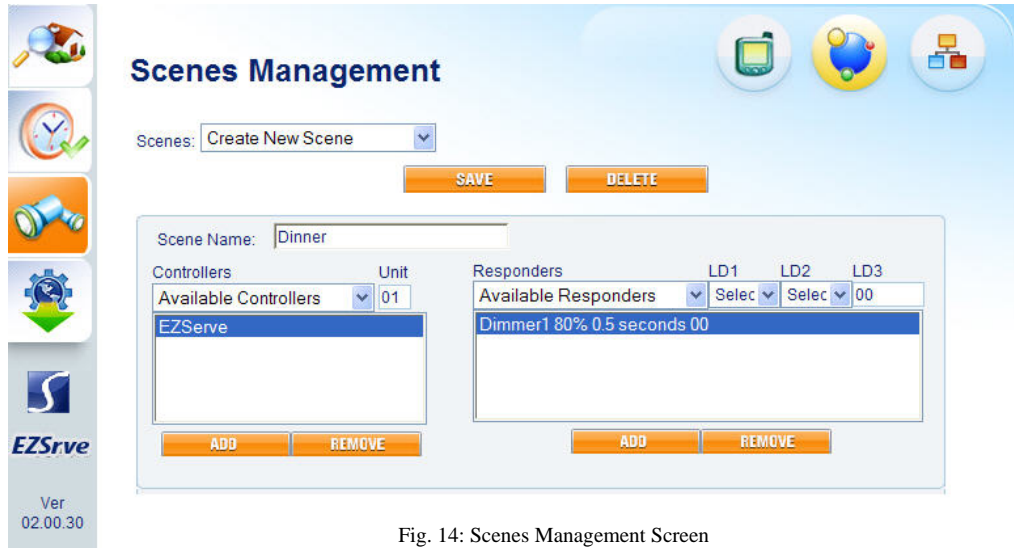 Scenes Management
Scenes: Create New Scene
SAVE DELETE
Scene Name: Dinner
Controllers Unit Responders LD1 LD2 LD3
Available Controllers 01 Available Responders Selec Selec 00
EZServe Dimmer1 80% 0.5 seconds 00
ADD REMOVE ADD REMOVE
EZSrve
Ver
02.00.30
Fig. 14: Scenes Management Screen